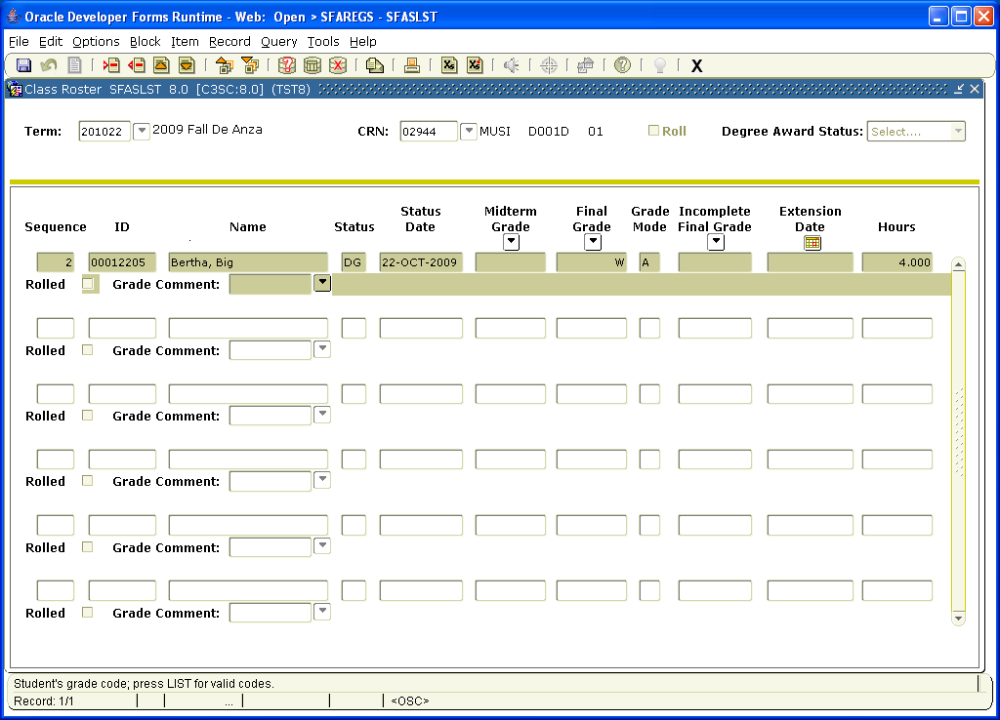 Oracle Developer Forms Runtime - Web: Open > SFAREGS - SFASLST
File Edit Options Block Item Record Query Tools Help
X
Class Roster SFASLST 8.0 [C3SC:8.0] (TST8)
Term: 201022 2009 Fall De Anza CRN: 02944 MUSI D001D 01 Roll Degree Award Status: Select....
Status Midterm Final Grade Incomplete Extension
Sequence ID Name Status Date Grade Grade Mode Final Grade Date Hours
2 00012205 Bertha, Big DG 22-OCT-2009 W A 4.000
Rolled Grade Comment:
Rolled Grade Comment:
Rolled Grade Comment:
Rolled Grade Comment:
Rolled Grade Comment:
Rolled Grade Comment:
Student's grade code; press LIST for valid codes.
Record: 1/1 ... <OSC>